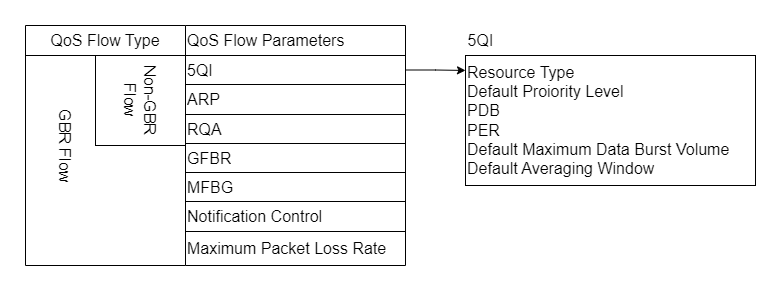 QoS Flow Type
QoS Flow Parameters
GBR Flow
Non-GBR
Flow
5QI
ARP
RQA
GFBR
MFBG
Notification Control
Maximum Packet Loss Rate
5QI
Resource Type
Default Proiority Level
PDB
PER
Default Maximum Data Burst Volume
Default Averaging Window